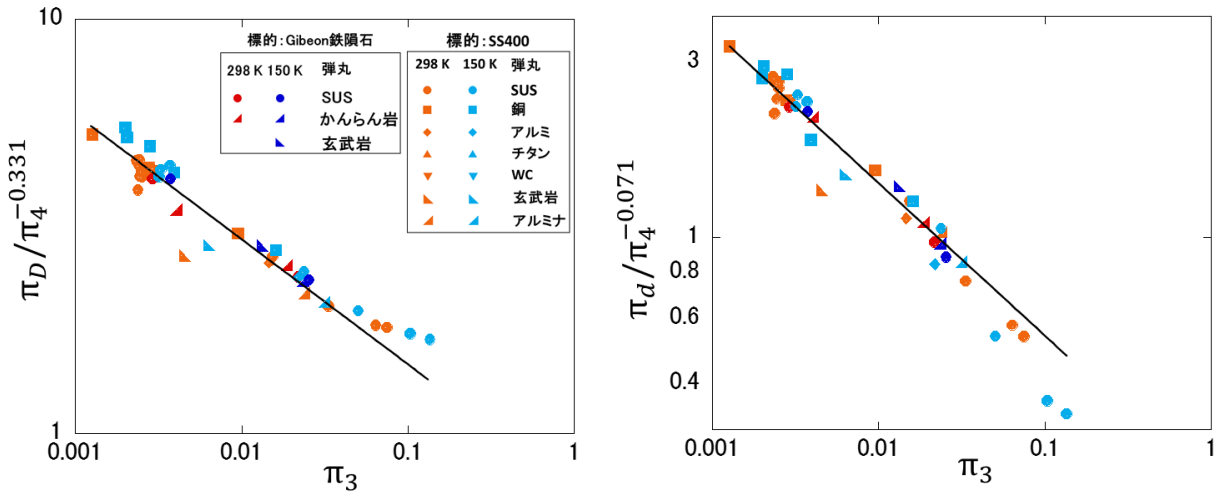 10
1
0.001
0.01
0.1
1
π_D/π_4^{-0.331}
π_3
標的：Gibeon鉄隕石
298 K 150 K 弾丸
SUS
かんらん岩
玄武岩
標的：SS400
298 K 150 K 弾丸
SUS
銅
アルミ
チタン
WC
玄武岩
アルミナ
3
1
0.8
0.6
0.4
0.001
0.01
0.1
1
π_d/π_4^{-0.071}
π_3